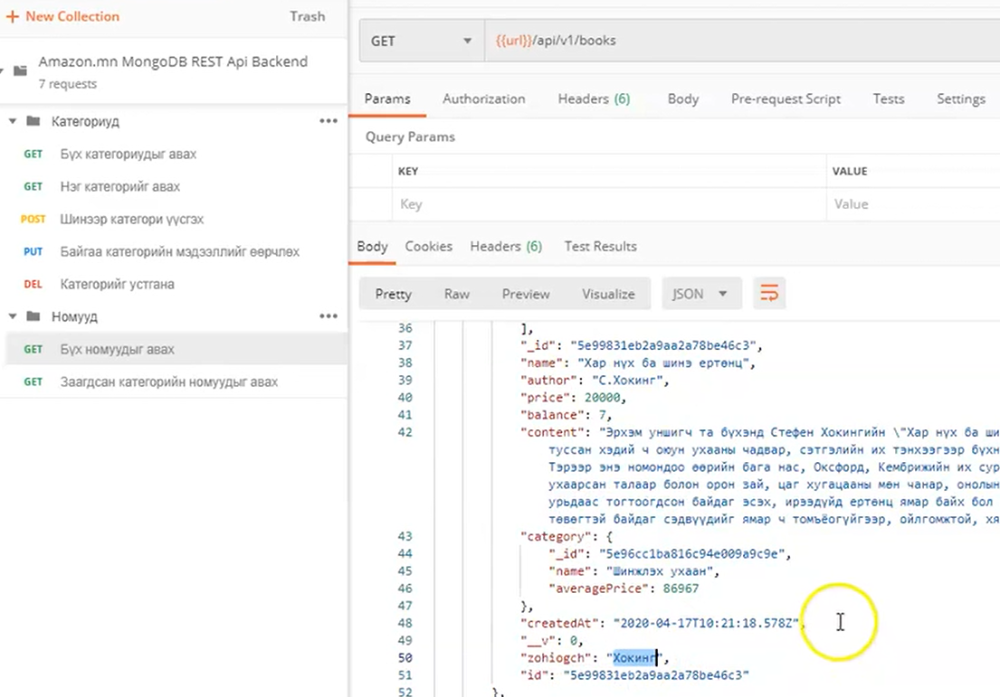 New Collection
Trash
Amazon.mn MongoDB REST Api Backend
7 requests
Категориуд
GET Бүх категориудыг авах
GET Нэг категорийг авах
POST Шинээр категори үүсгэх
PUT Байгаа категорийн мэдээллийг өөрчлөх
DEL Категорийг устгана
Номууд
GET Бүх номуудыг авах
GET Заагдсан категорийн номуудыг авах
GET {{url}}/api/v1/books
Params Authorization Headers (6) Body Pre-request Script Tests Settings
Query Params
KEY VALUE
Key Value
Body Cookies Headers (6) Test Results
Pretty Raw Preview Visualize JSON
36 ],
37 "_id": "5e99831eb2a9aa2a78be46c3",
38 "name": "Хар нүх ба шинэ ертөнц",
39 "author": "С.Хокинг",
40 "price": 20000,
41 "balance": 7,
42 "content": "Эрхэм уншигч та бүхэнд Стефен Хокингийн \"Хар нүх ба ши
туссан хэдий ч оюун ухааны чадвар, сэтгэлийн их тэнхээгээр бүхн
Тэрээр энэ номондоо өөрийн бага нас, Оксфорд, Кембрижийн их сур
ухаарсан талаар болон орон зай, цаг хугацааны мөн чанар, онолын
урьдаас тогтоогдсон байдаг эсэх, ирээдүйд ертөнц ямар байх бол
төвөгтэй байдаг сэдвүүдийг ямар ч томъёогүйгээр, ойлгомжтой, хя
43 "category": {
44 "_id": "5e96cc1ba816c94e009a9c9e",
45 "name": "Шинжлэх ухаан",
46 "averagePrice": 86967
47 },
48 "createdAt": "2020-04-17T10:21:18.578Z",
49 "__v": 0,
50 "zohiogch": "Хокинг",
51 "id": "5e99831eb2a9aa2a78be46c3"
52 },